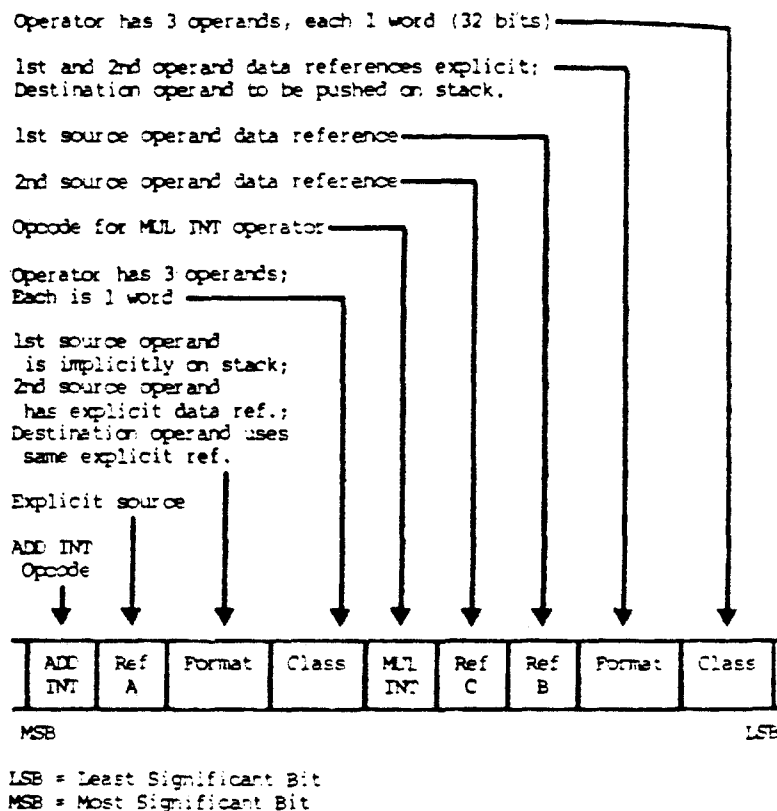 Operator has 3 operands, each 1 word (32 bits)
1st and 2nd operand data references explicit;
Destination operand to be pushed on stack.
1st source operand data reference
2nd source operand data reference
Opcode for MUL INT operator
Operator has 3 operands;
Each is 1 word
1st source operand
is implicitly on stack;
2nd source operand
has explicit data ref.;
Destination operand uses
same explicit ref.
Explicit source
ADD INT
Opcode
ADD INT
Ref A
Format
Class
MUL INT
Ref C
Ref B
Format
Class
MSB
LSB
LSB = Least Significant Bit
MSB = Most Significant Bit